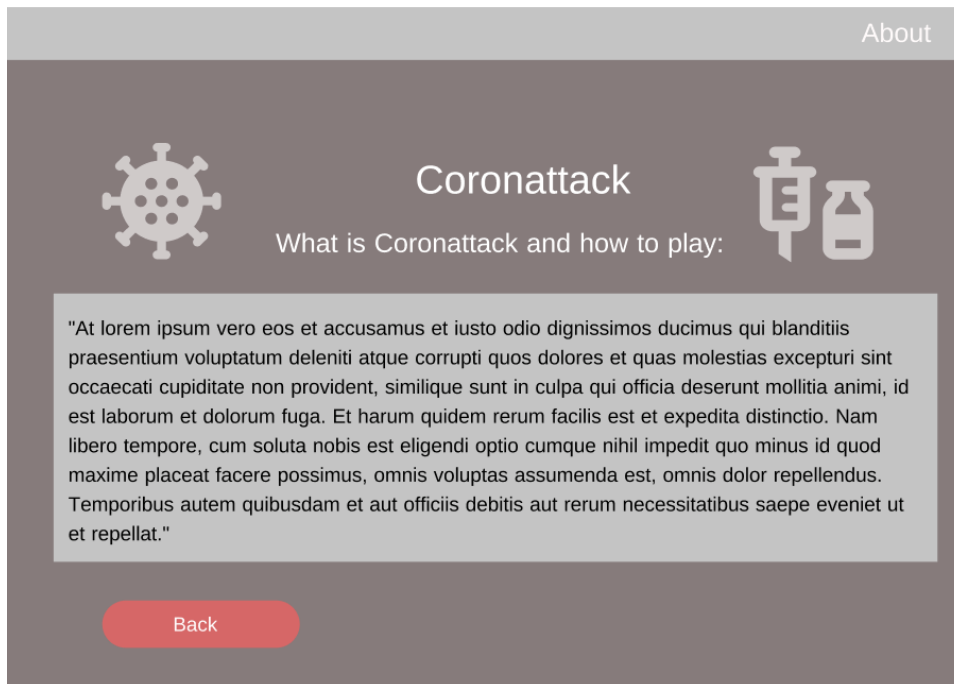 About
Coronattack
What is Coronattack and how to play:
"At lorem ipsum vero eos et accusamus et iusto odio dignissimos ducimus qui blanditiis
praesentium voluptatum deleniti atque corrupti quos dolores et quas molestias excepturi sint
occaecati cupiditate non provident, similique sunt in culpa qui officia deserunt mollitia animi, id
est laborum et dolorum fuga. Et harum quidem rerum facilis est et expedita distinctio. Nam
libero tempore, cum soluta nobis est eligendi optio cumque nihil impedit quo minus id quod
maxime placeat facere possimus, omnis voluptas assumenda est, omnis dolor repellendus.
Temporibus autem quibusdam et aut officiis debitis aut rerum necessitatibus saepe eveniet ut
et repellat."
Back